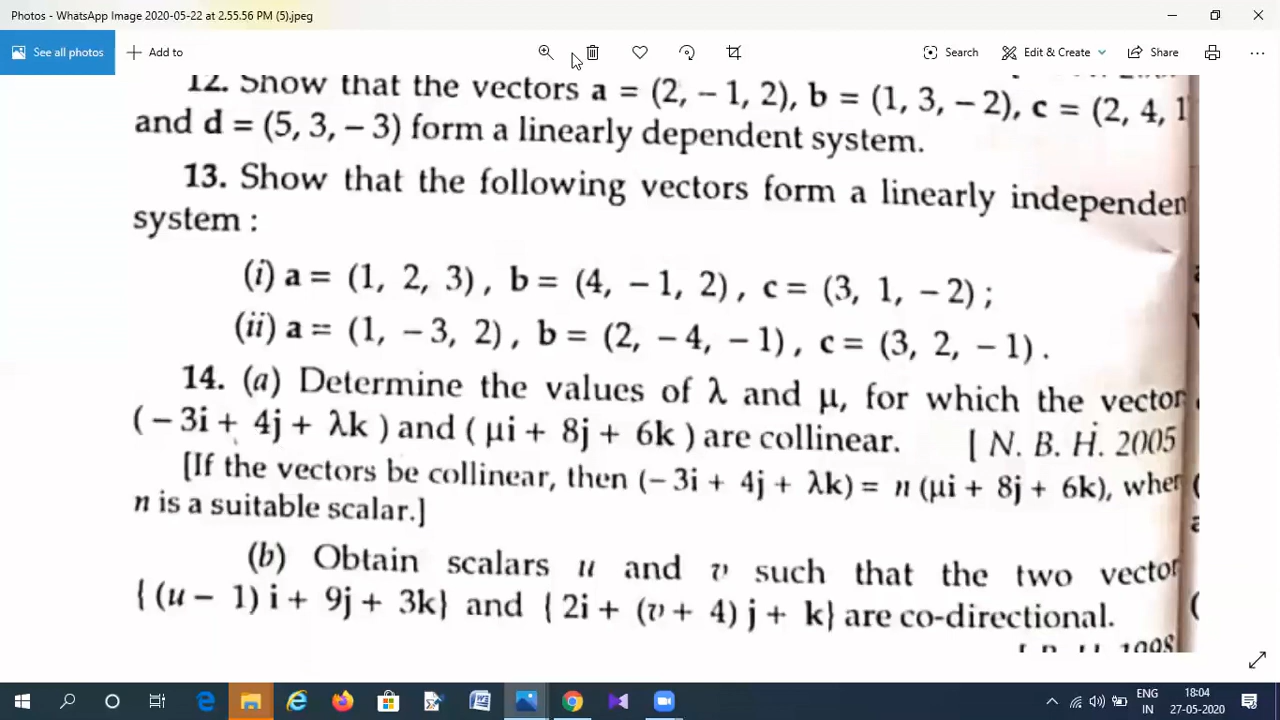 Photos - WhatsApp Image 2020-05-22 at 2.55.56 PM (5).jpeg
See all photos
Add to
Search
Edit & Create
Share
12. Show that the vectors a = (2, − 1, 2), b = (1, 3, − 2), c = (2, 4, 1
and d = (5, 3, − 3) form a linearly dependent system.
13. Show that the following vectors form a linearly independen
system :
(i) a = (1, 2, 3), b = (4, − 1, 2), c = (3, 1, − 2) ;
(ii) a = (1, − 3, 2), b = (2, − 4, − 1), c = (3, 2, − 1) .
14. (a) Determine the values of λ and μ, for which the vector
( − 3i + 4j + λk ) and ( μi + 8j + 6k ) are collinear. [ N. B. H. 2005
[If the vectors be collinear, then (− 3i + 4j + λk) = n (μi + 8j + 6k), wher
n is a suitable scalar.]
(b) Obtain scalars u and v such that the two vector
{ (u − 1) i + 9j + 3k} and { 2i + (v + 4) j + k} are co-directional.
1998
ENG
IN
18:04
27-05-2020